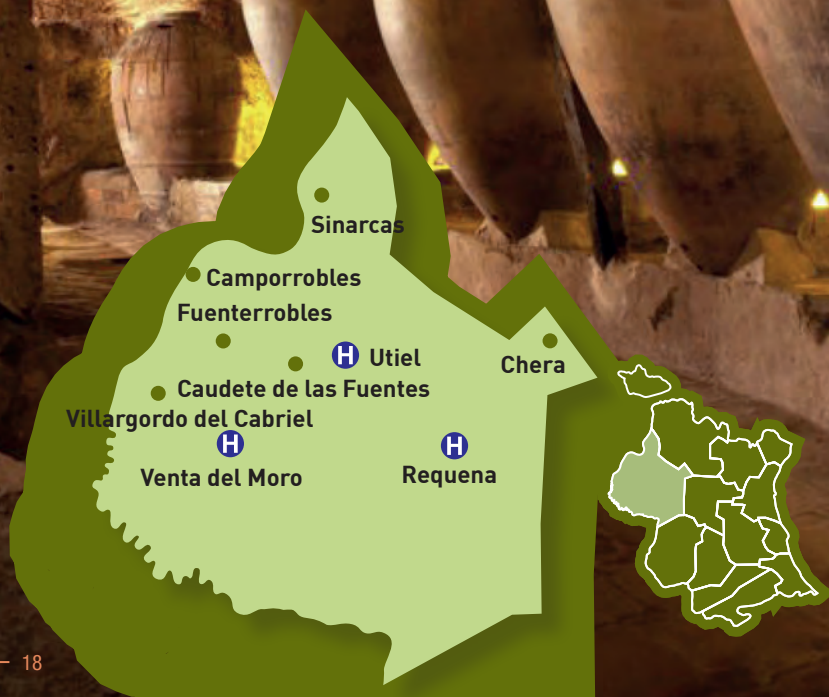 Sinarcas
Camporrobles
Fuenterrobles
H Utiel
Chera
Caudete de las Fuentes
Villargordo del Cabriel
H
H
Venta del Moro
Requena
18